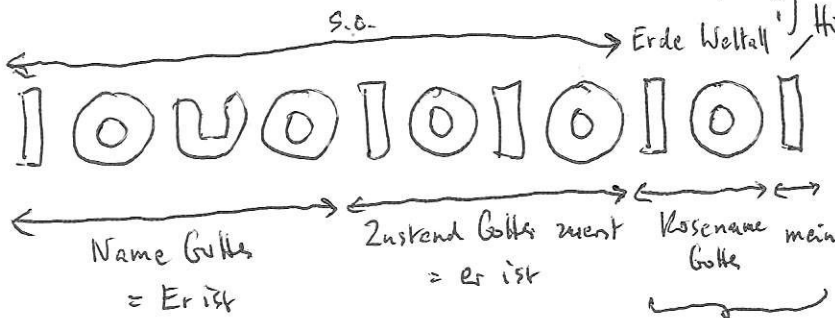 s.o.
Erde Weltall
I O U O I O I O I O I
Name Gottes Zustand Gottes zuerst Kosename mein
= Er ist = er ist Gottes